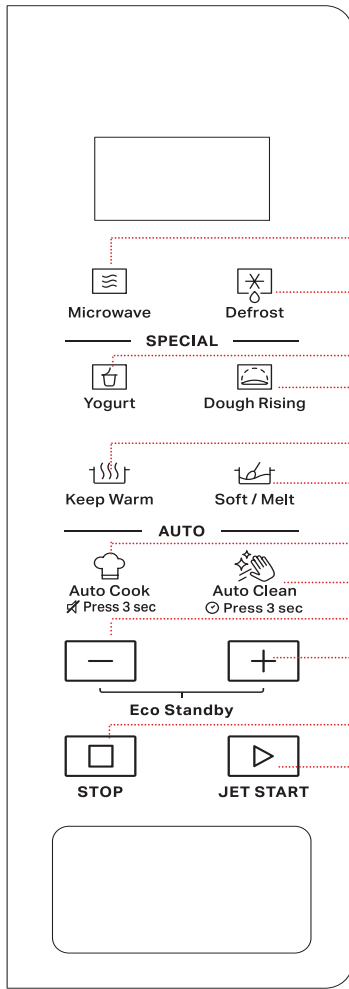 Microwave Defrost
SPECIAL
Yogurt Dough Rising
Keep Warm Soft / Melt
AUTO
Auto Cook Auto Clean
Press 3 sec Press 3 sec
Eco Standby
STOP JET START